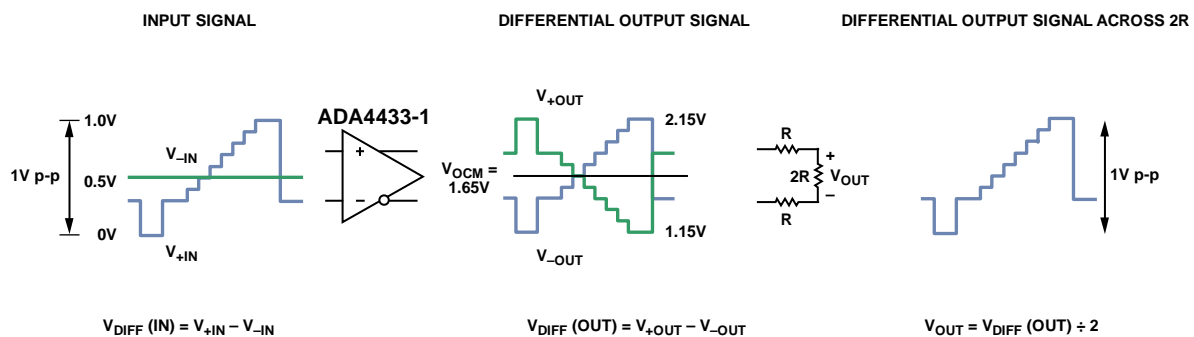 INPUT SIGNAL
1V p-p
1.0V
0.5V
0V
V–IN
V+IN
VDIFF (IN) = V+IN – V–IN
ADA4433-1
+
–
DIFFERENTIAL OUTPUT SIGNAL
V+OUT
VOCM =
1.65V
2.15V
1.15V
V–OUT
VDIFF (OUT) = V+OUT – V–OUT
R
2R
R
+
VOUT
–
DIFFERENTIAL OUTPUT SIGNAL ACROSS 2R
1V p-p
VOUT = VDIFF (OUT) ÷ 2